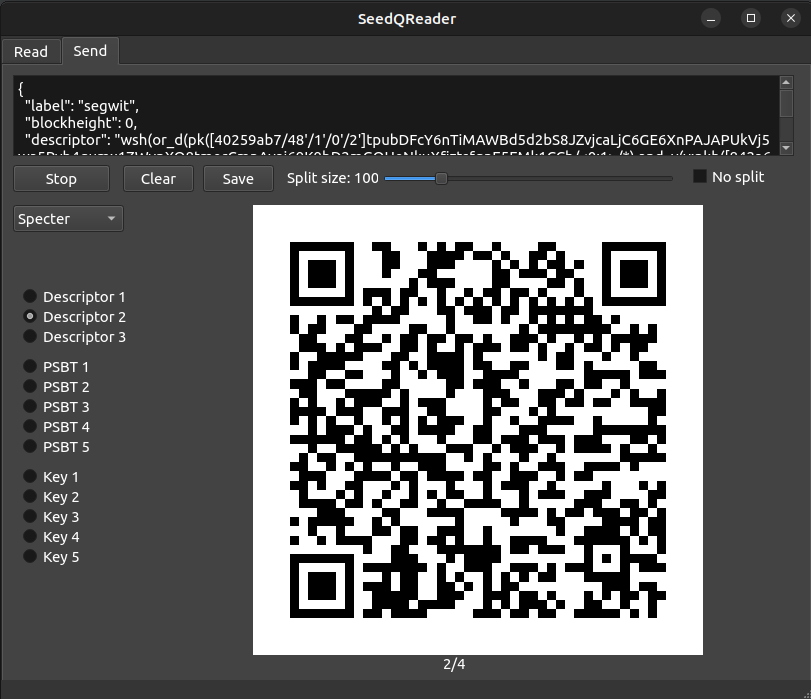 SeedQReader
Read
Send
{
"label": "segwit",
"blockheight": 0,
"descriptor": "wsh(or_d(pk([40259ab7/48'/1'/0'/2']tpubDFcY6nTiMAWBd5d2bS8JZvjcaLjC6GE6XnPAJAPUkVj5
Stop
Clear
Save
Split size: 100
No split
Specter
Descriptor 1
Descriptor 2
Descriptor 3
PSBT 1
PSBT 2
PSBT 3
PSBT 4
PSBT 5
Key 1
Key 2
Key 3
Key 4
Key 5
2/4